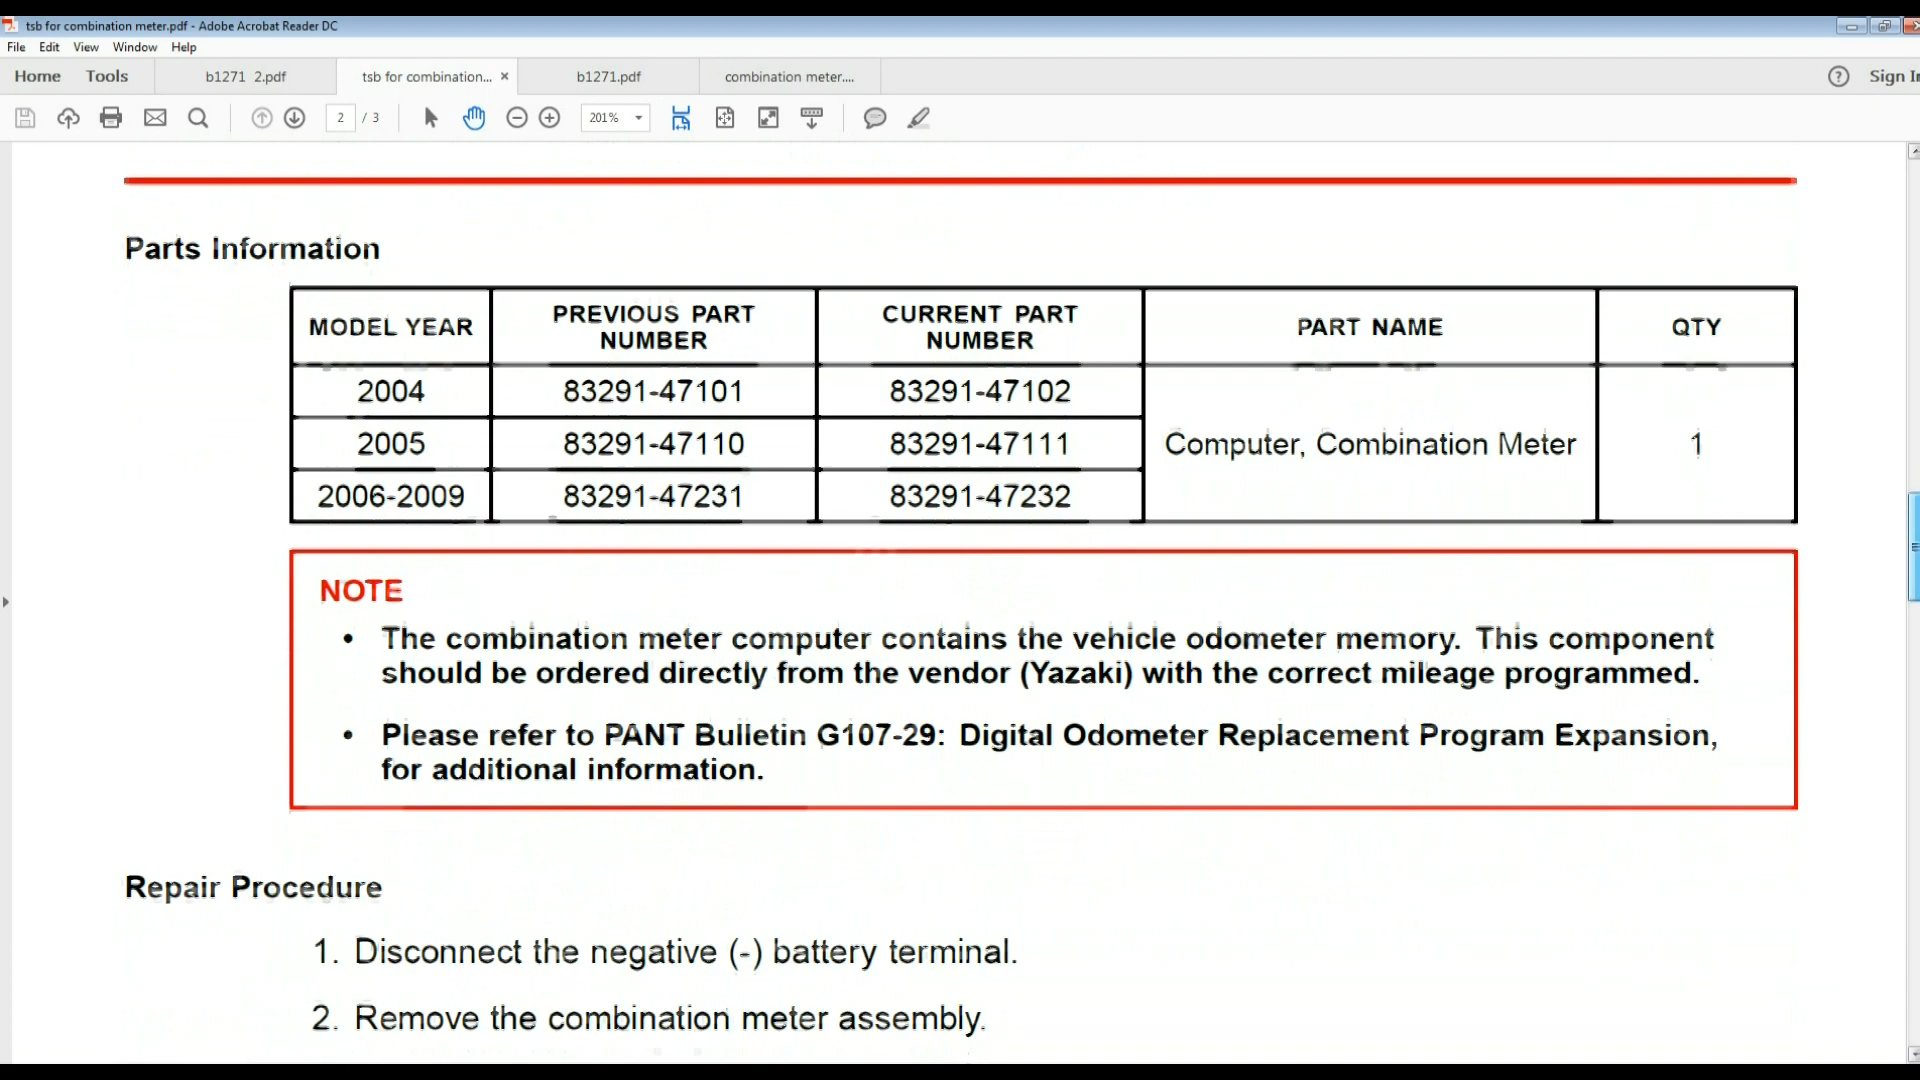 tsb for combination meter.pdf - Adobe Acrobat Reader DC
File Edit View Window Help
Home Tools b1271 2.pdf tsb for combination... × b1271.pdf combination meter.... ? Sign In
2 / 3 201%
Parts Information
MODEL YEAR PREVIOUS PART NUMBER CURRENT PART NUMBER PART NAME QTY
2004 83291-47101 83291-47102
2005 83291-47110 83291-47111 Computer, Combination Meter 1
2006-2009 83291-47231 83291-47232
NOTE
• The combination meter computer contains the vehicle odometer memory. This component
should be ordered directly from the vendor (Yazaki) with the correct mileage programmed.
• Please refer to PANT Bulletin G107-29: Digital Odometer Replacement Program Expansion,
for additional information.
Repair Procedure
1. Disconnect the negative (-) battery terminal.
2. Remove the combination meter assembly.